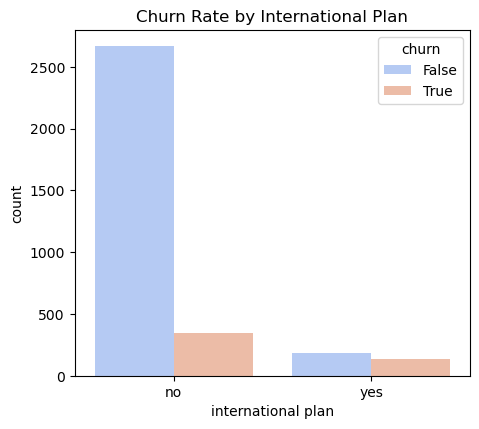 Churn Rate by International Plan
churn
False
True
2500
2000
1500
1000
500
0
count
no
yes
international plan